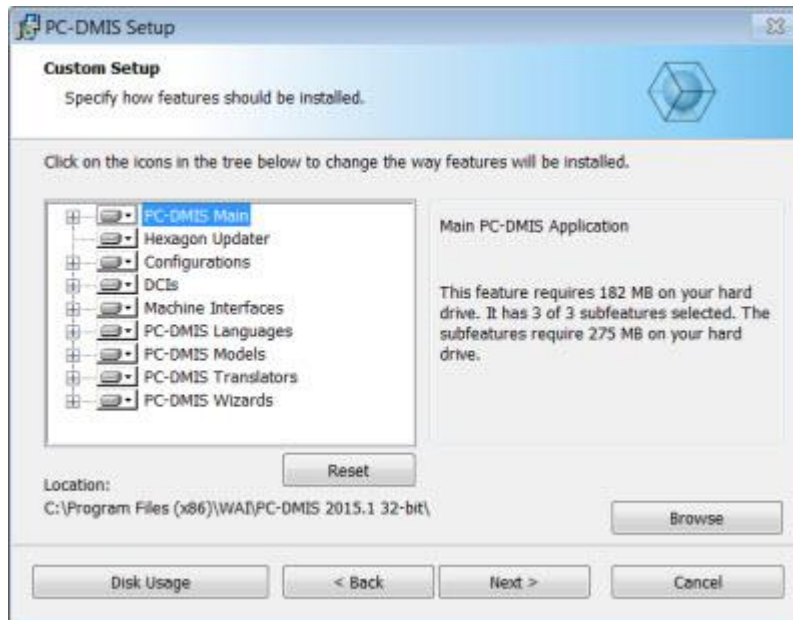 PC-DMIS Setup
Custom Setup
Specify how features should be installed.
Click on the icons in the tree below to change the way features will be installed.
PC-DMIS Main
Hexagon Updater
Configurations
DCIs
Machine Interfaces
PC-DMIS Languages
PC-DMIS Models
PC-DMIS Translators
PC-DMIS Wizards
Main PC-DMIS Application
This feature requires 182 MB on your hard
drive. It has 3 of 3 subfeatures selected. The
subfeatures require 275 MB on your hard
drive.
Reset
Location:
C:\Program Files (x86)\WAI\PC-DMIS 2015.1 32-bit\
Browse
Disk Usage
< Back
Next >
Cancel